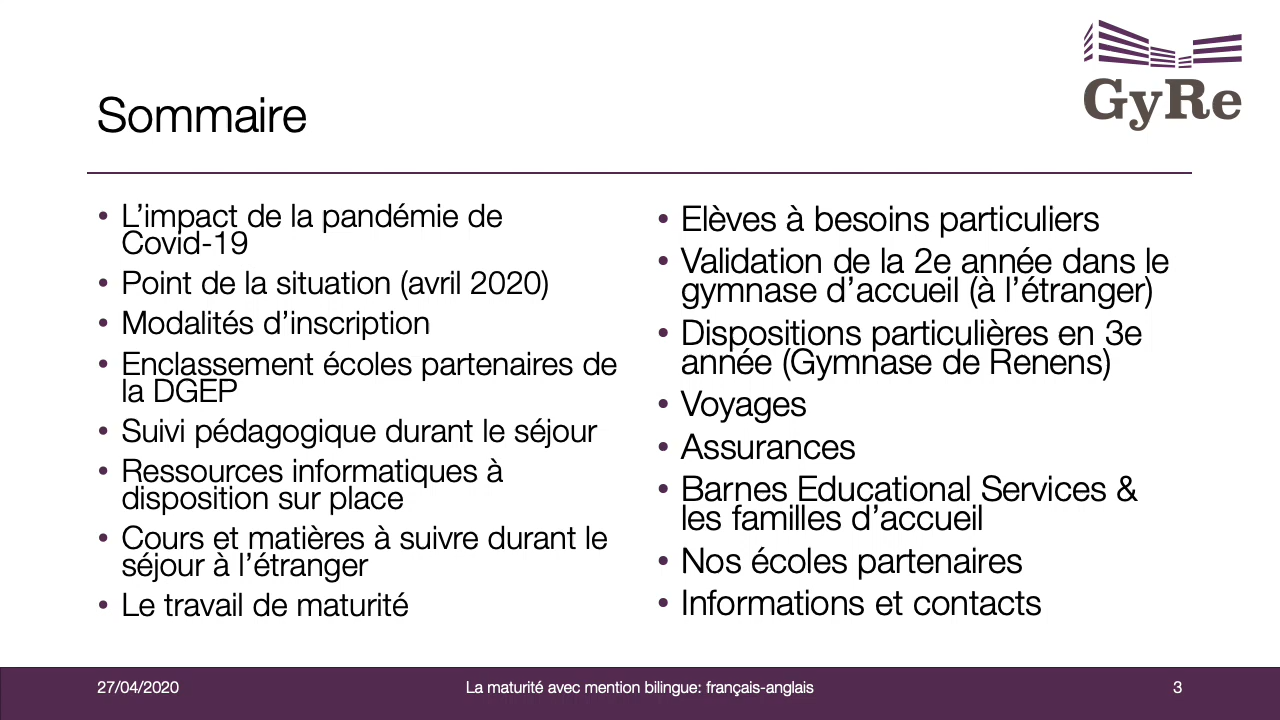 GyRe
Sommaire
• L’impact de la pandémie de
Covid-19
• Point de la situation (avril 2020)
• Modalités d’inscription
• Enclassement écoles partenaires de
la DGEP
• Suivi pédagogique durant le séjour
• Ressources informatiques à
disposition sur place
• Cours et matières à suivre durant le
séjour à l’étranger
• Le travail de maturité
• Elèves à besoins particuliers
• Validation de la 2e année dans le
gymnase d’accueil (à l’étranger)
• Dispositions particulières en 3e
année (Gymnase de Renens)
• Voyages
• Assurances
• Barnes Educational Services &
les familles d’accueil
• Nos écoles partenaires
• Informations et contacts
27/04/2020
La maturité avec mention bilingue: français-anglais
3